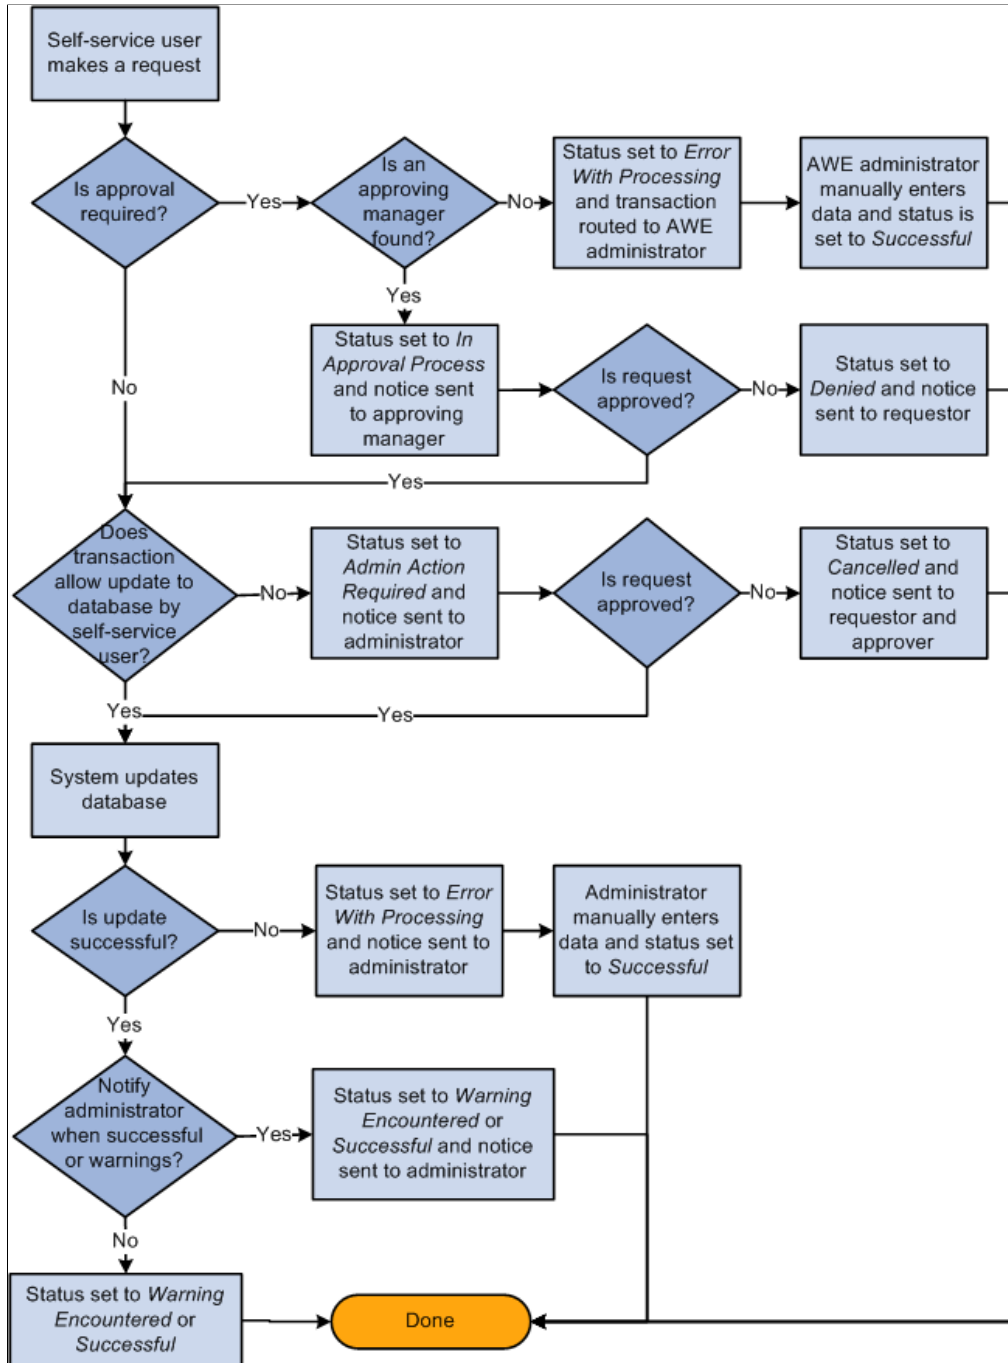 Self-service user
makes a request
Is approval
required?
Yes
Is an
approving
manager
found?
No
Status set to Error
With Processing
and transaction
routed to AWE
administrator
AWE administrator
manually enters
data and status is
set to Successful
Yes
No
Status set to In
Approval Process
and notice sent
to approving
manager
Is request
approved?
No
Status set to
Denied and notice
sent to requestor
Yes
Does
transaction
allow update to
database by
self-service
user?
No
Status set to
Admin Action
Required and
notice sent to
administrator
Is request
approved?
No
Status set to
Cancelled and
notice sent to
requestor and
approver
Yes
Yes
System updates
database
Is update
successful?
No
Status set to Error
With Processing
and notice sent to
administrator
Administrator
manually enters
data and status set
to Successful
Yes
Notify
administrator
when successful
or warnings?
Yes
Status set to Warning
Encountered or
Successful and notice
sent to administrator
No
Status set to Warning
Encountered or
Successful
Done